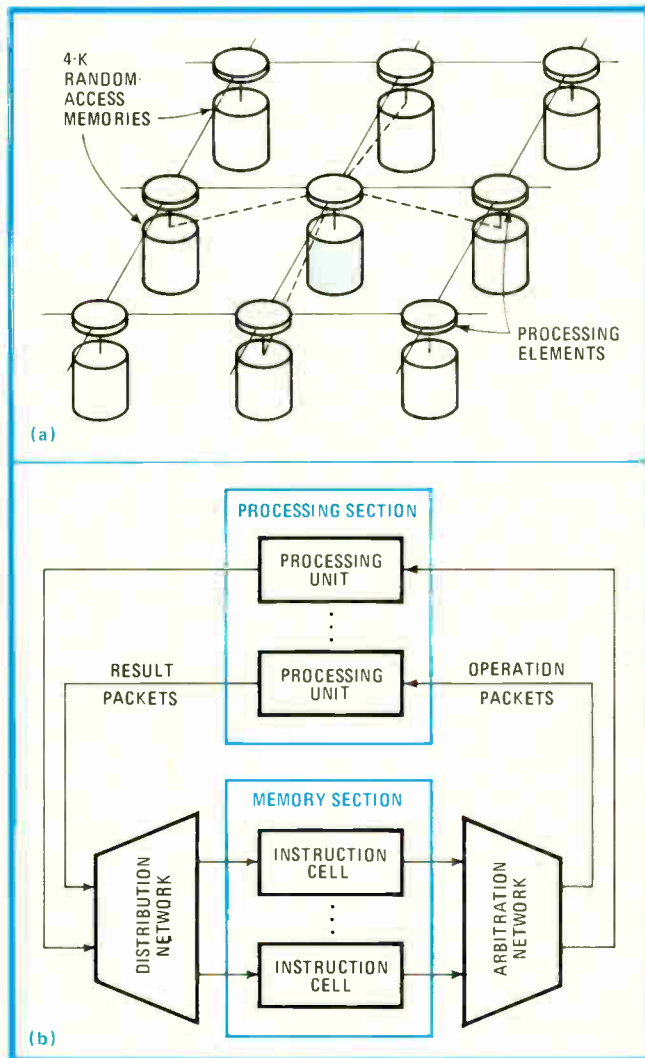 4-K
RANDOM-
ACCESS
MEMORIES
PROCESSING
ELEMENTS
(a)
PROCESSING SECTION
PROCESSING
UNIT
PROCESSING
UNIT
RESULT
PACKETS
OPERATION
PACKETS
MEMORY SECTION
INSTRUCTION
CELL
INSTRUCTION
CELL
DISTRIBUTION
NETWORK
ARBITRATION
NETWORK
(b)